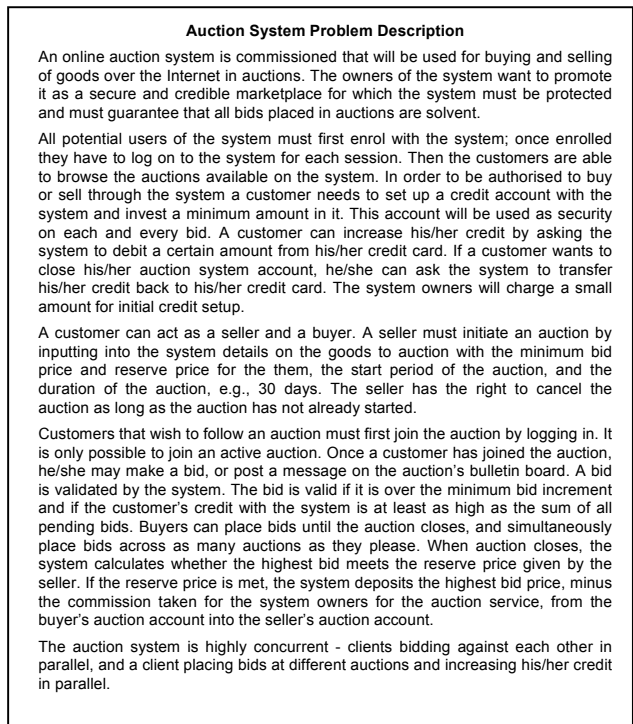 Auction System Problem Description
An online auction system is commissioned that will be used for buying and selling
of goods over the Internet in auctions. The owners of the system want to promote
it as a secure and credible marketplace for which the system must be protected
and must guarantee that all bids placed in auctions are solvent.
All potential users of the system must first enrol with the system; once enrolled
they have to log on to the system for each session. Then the customers are able
to browse the auctions available on the system. In order to be authorised to buy
or sell through the system a customer needs to set up a credit account with the
system and invest a minimum amount in it. This account will be used as security
on each and every bid. A customer can increase his/her credit by asking the
system to debit a certain amount from his/her credit card. If a customer wants to
close his/her auction system account, he/she can ask the system to transfer
his/her credit back to his/her credit card. The system owners will charge a small
amount for initial credit setup.
A customer can act as a seller and a buyer. A seller must initiate an auction by
inputting into the system details on the goods to auction with the minimum bid
price and reserve price for the them, the start period of the auction, and the
duration of the auction, e.g., 30 days. The seller has the right to cancel the
auction as long as the auction has not already started.
Customers that wish to follow an auction must first join the auction by logging in. It
is only possible to join an active auction. Once a customer has joined the auction,
he/she may make a bid, or post a message on the auction's bulletin board. A bid
is validated by the system. The bid is valid if it is over the minimum bid increment
and if the customer's credit with the system is at least as high as the sum of all
pending bids. Buyers can place bids until the auction closes, and simultaneously
place bids across as many auctions as they please. When auction closes, the
system calculates whether the highest bid meets the reserve price given by the
seller. If the reserve price is met, the system deposits the highest bid price, minus
the commission taken for the system owners for the auction service, from the
buyer's auction account into the seller's auction account.
The auction system is highly concurrent - clients bidding against each other in
parallel, and a client placing bids at different auctions and increasing his/her credit
in parallel.